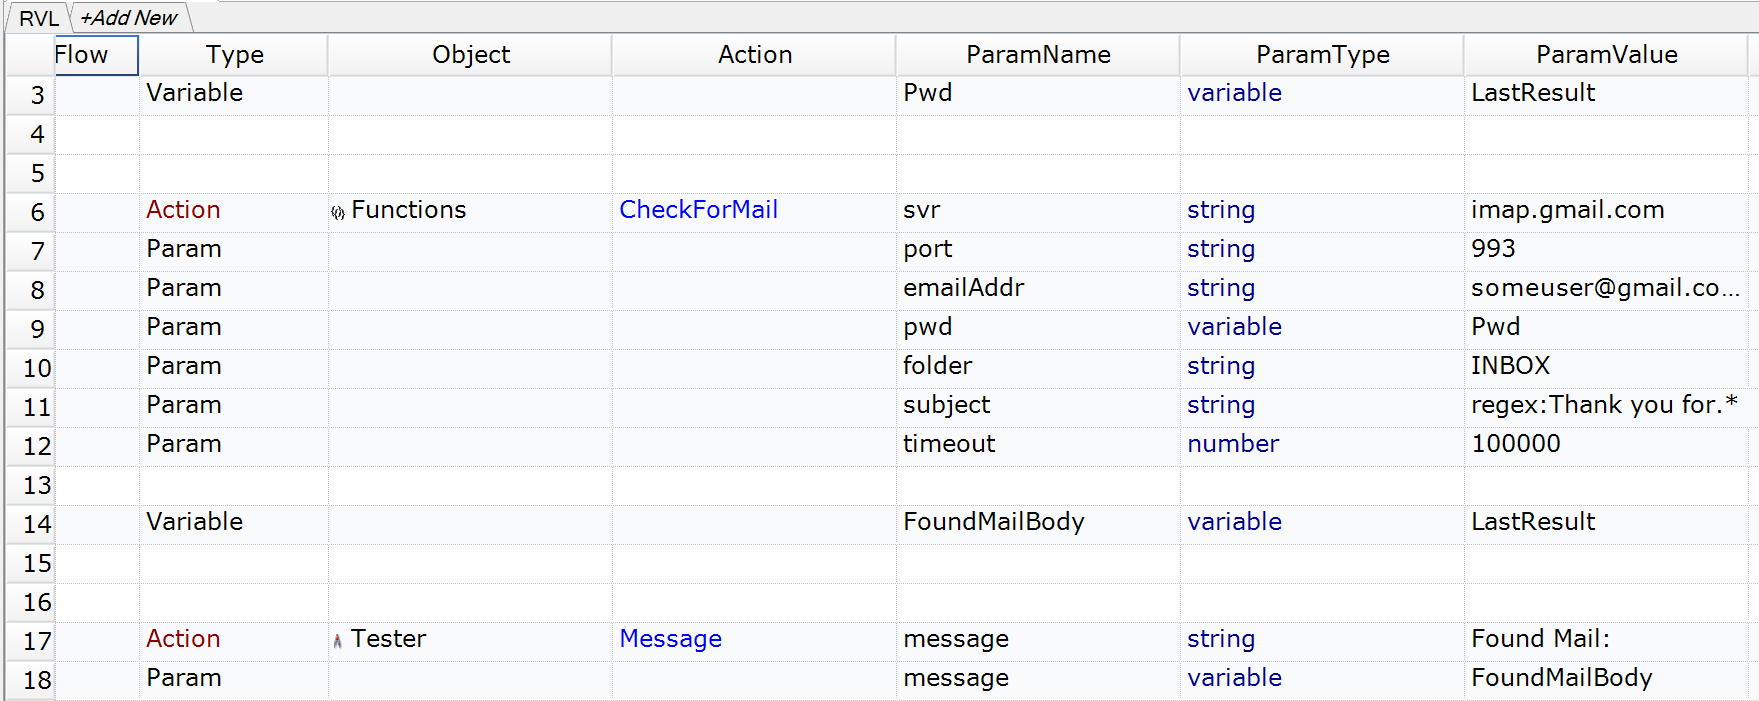 RVL +Add New
Flow Type Object Action ParamName ParamType ParamValue
3 Variable Pwd variable LastResult
4
5
6 Action Functions CheckForMail svr string imap.gmail.com
7 Param port string 993
8 Param emailAddr string someuser@gmail.co...
9 Param pwd variable Pwd
10 Param folder string INBOX
11 Param subject string regex:Thank you for.*
12 Param timeout number 100000
13
14 Variable FoundMailBody variable LastResult
15
16
17 Action Tester Message message string Found Mail:
18 Param message variable FoundMailBody